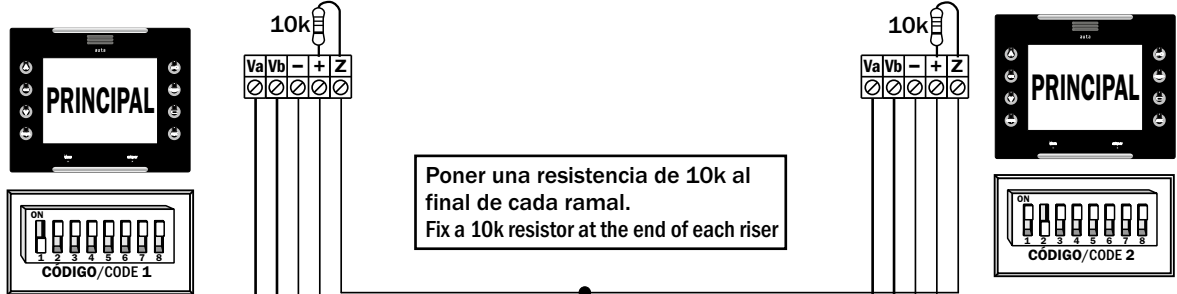 10k
10k
auta
auta
Va Vb − + Z
Va Vb − + Z
PRINCIPAL
PRINCIPAL
Poner una resistencia de 10k al
final de cada ramal.
Fix a 10k resistor at the end of each riser
ON
1 2 3 4 5 6 7 8
CÓDIGO/CODE 1
ON
1 2 3 4 5 6 7 8
CÓDIGO/CODE 2